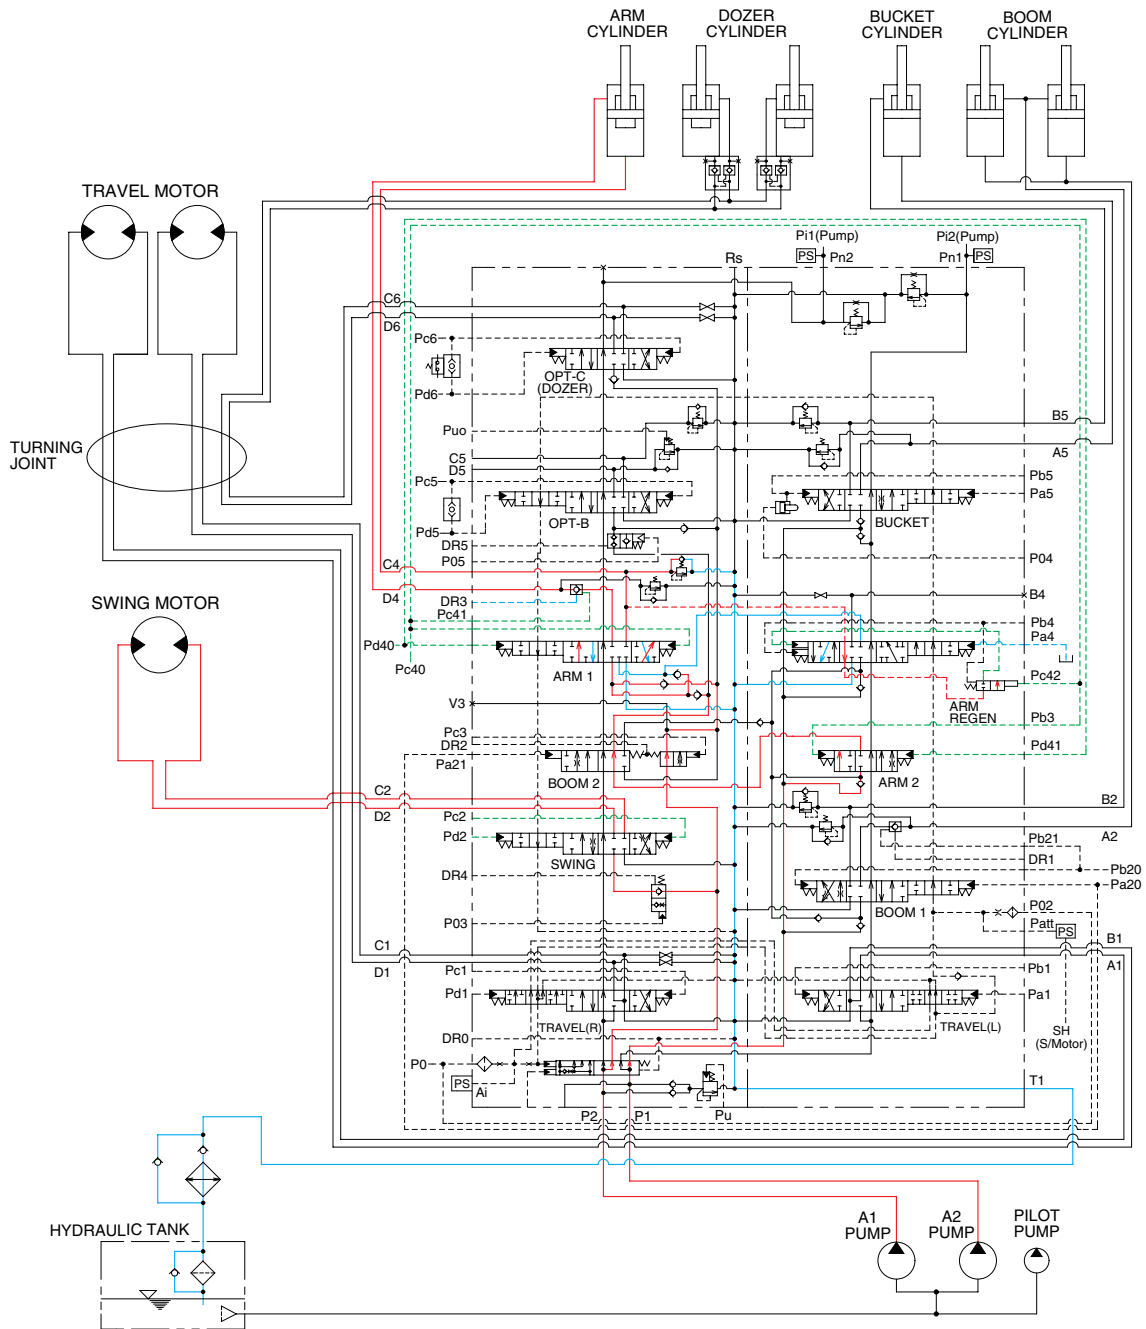 ARM
CYLINDER
DOZER
CYLINDER
BUCKET
CYLINDER
BOOM
CYLINDER
TRAVEL MOTOR
Pi1(Pump)
Pi2(Pump)
PS
Pn2
Pn1
PS
Rs
C6
D6
Pc6
Pd6
OPT-C
(DOZER)
TURNING
JOINT
Puo
C5
D5
Pc5
Pd5
OPT-B
DR5
P05
B5
A5
Pb5
Pa5
BUCKET
P04
C4
D4
DR3
Pc41
Pd40
Pc40
ARM 1
B4
Pb4
Pa4
Pc42
ARM
REGEN
SWING MOTOR
V3
Pc3
DR2
Pa21
BOOM 2
Pb3
Pd41
ARM 2
C2
D2
Pc2
Pd2
SWING
DR4
P03
B2
A2
Pb21
DR1
Pb20
Pa20
BOOM 1
P02
Patt
PS
C1
D1
Pc1
Pd1
TRAVEL(R)
B1
A1
Pb1
Pa1
TRAVEL(L)
SH
(S/Motor)
DR0
P0
PS
Ai
P2
P1
Pu
T1
HYDRAULIC TANK
A1
PUMP
A2
PUMP
PILOT
PUMP